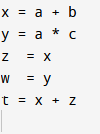 x = a + b
y = a * c
z  = x
w  = y
t = x + z